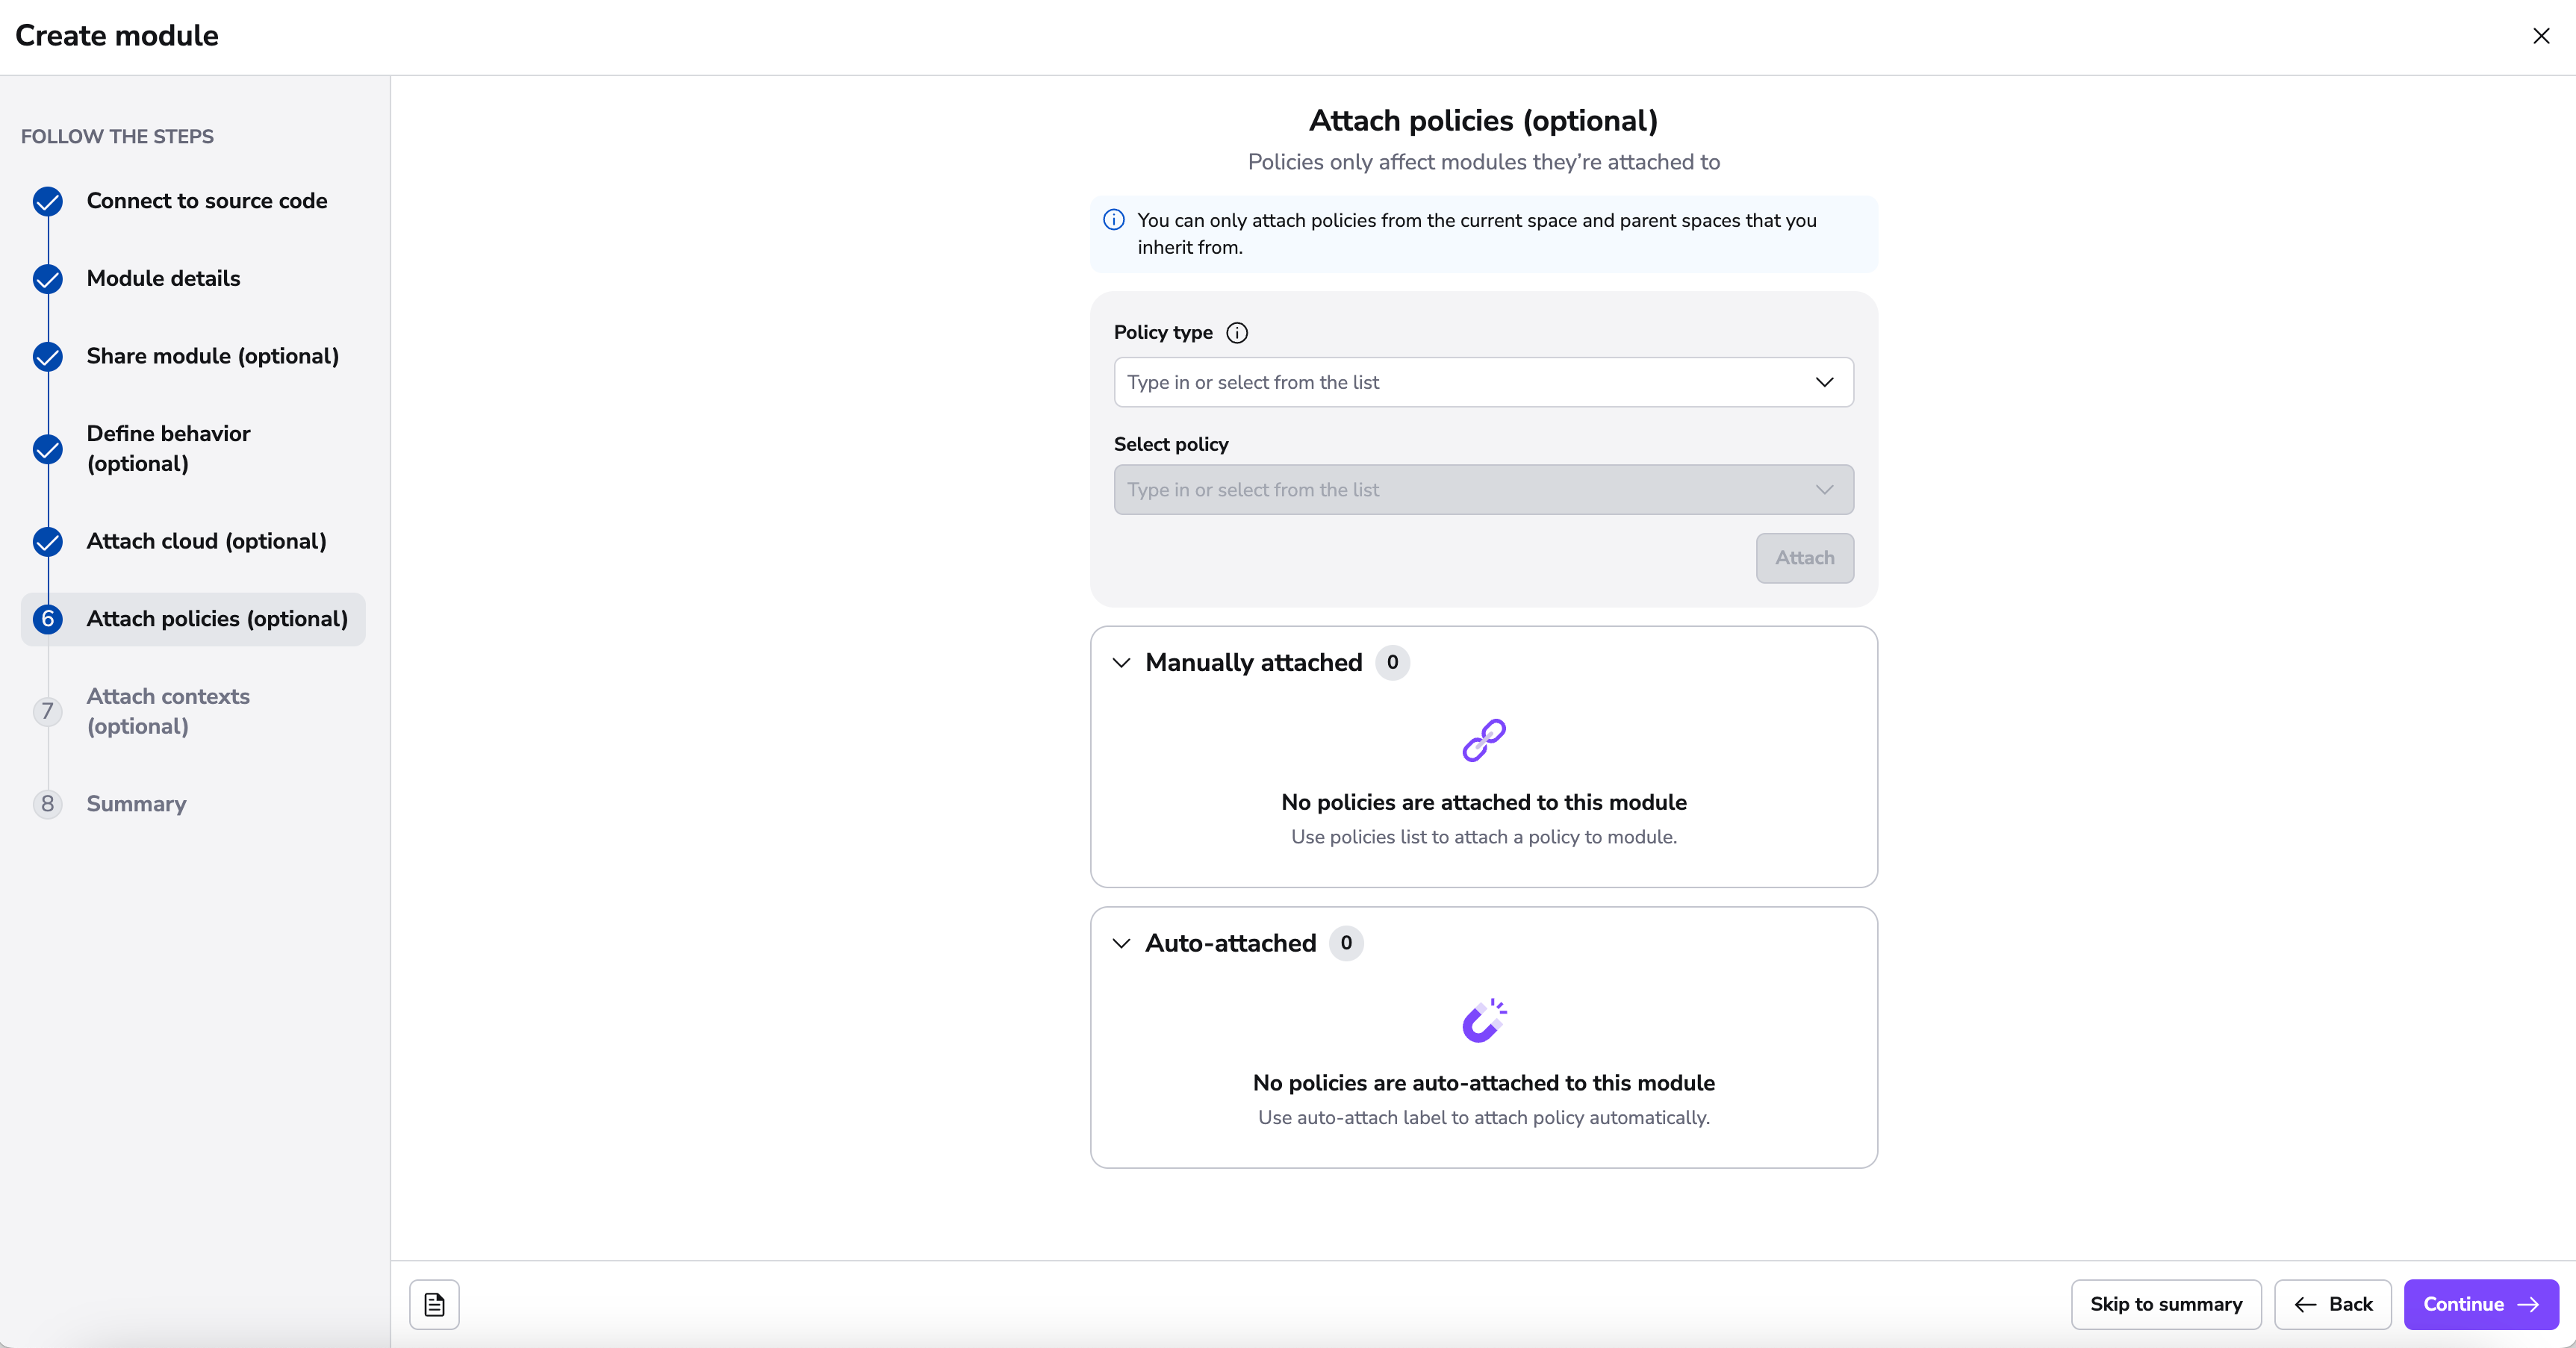 Create module
FOLLOW THE STEPS
Connect to source code
Module details
Share module (optional)
Define behavior
(optional)
Attach cloud (optional)
6 Attach policies (optional)
7 Attach contexts
(optional)
8 Summary
Attach policies (optional)
Policies only affect modules they’re attached to
You can only attach policies from the current space and parent spaces that you
inherit from.
Policy type
Type in or select from the list
Select policy
Type in or select from the list
Attach
Manually attached 0
No policies are attached to this module
Use policies list to attach a policy to module.
Auto-attached 0
No policies are auto-attached to this module
Use auto-attach label to attach policy automatically.
Skip to summary
Back
Continue